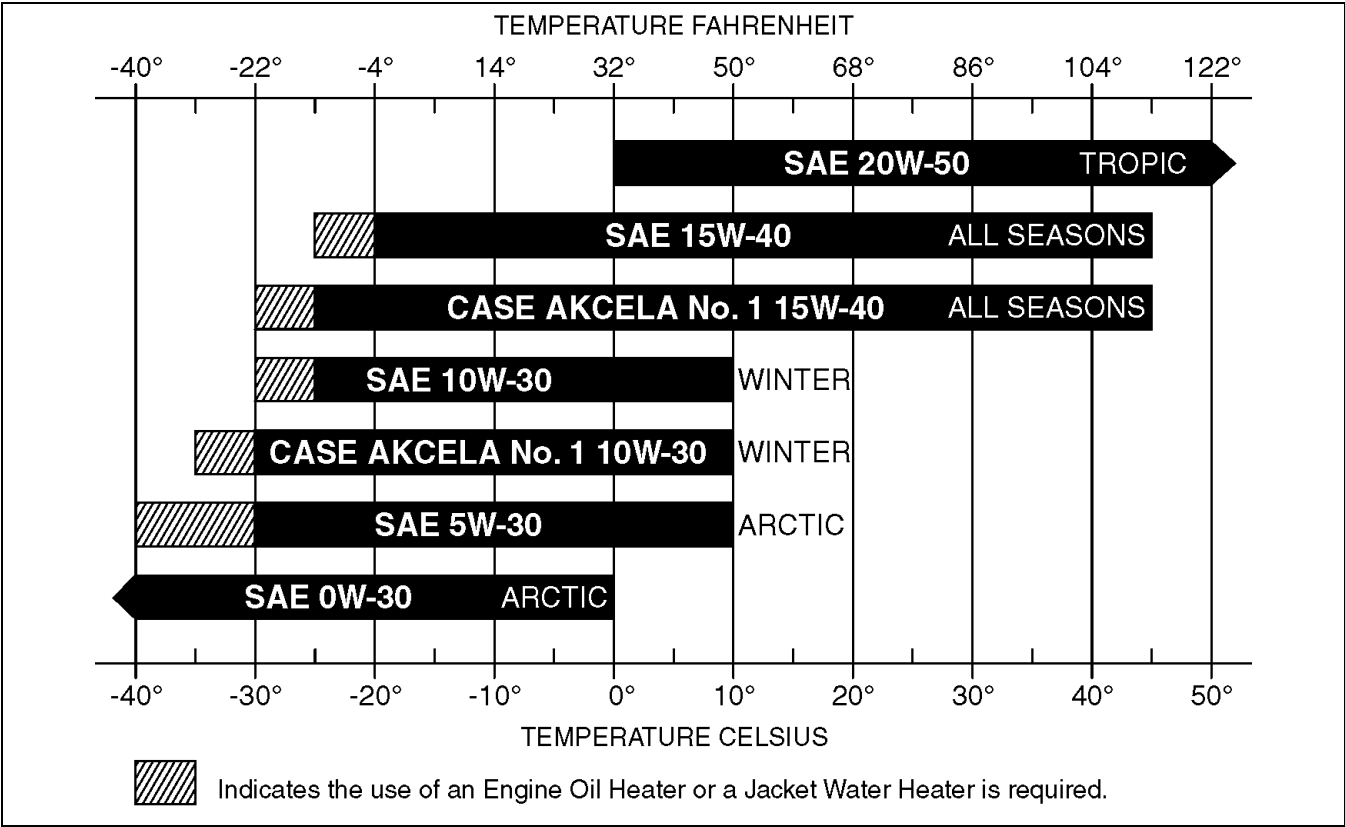 TEMPERATURE FAHRENHEIT
-40° -22° -4° 14° 32° 50° 68° 86° 104° 122°
SAE 20W-50 TROPIC
SAE 15W-40 ALL SEASONS
CASE AKCELA No. 1 15W-40 ALL SEASONS
SAE 10W-30 WINTER
CASE AKCELA No. 1 10W-30 WINTER
SAE 5W-30 ARCTIC
SAE 0W-30 ARCTIC
-40° -30° -20° -10° 0° 10° 20° 30° 40° 50°
TEMPERATURE CELSIUS
Indicates the use of an Engine Oil Heater or a Jacket Water Heater is required.